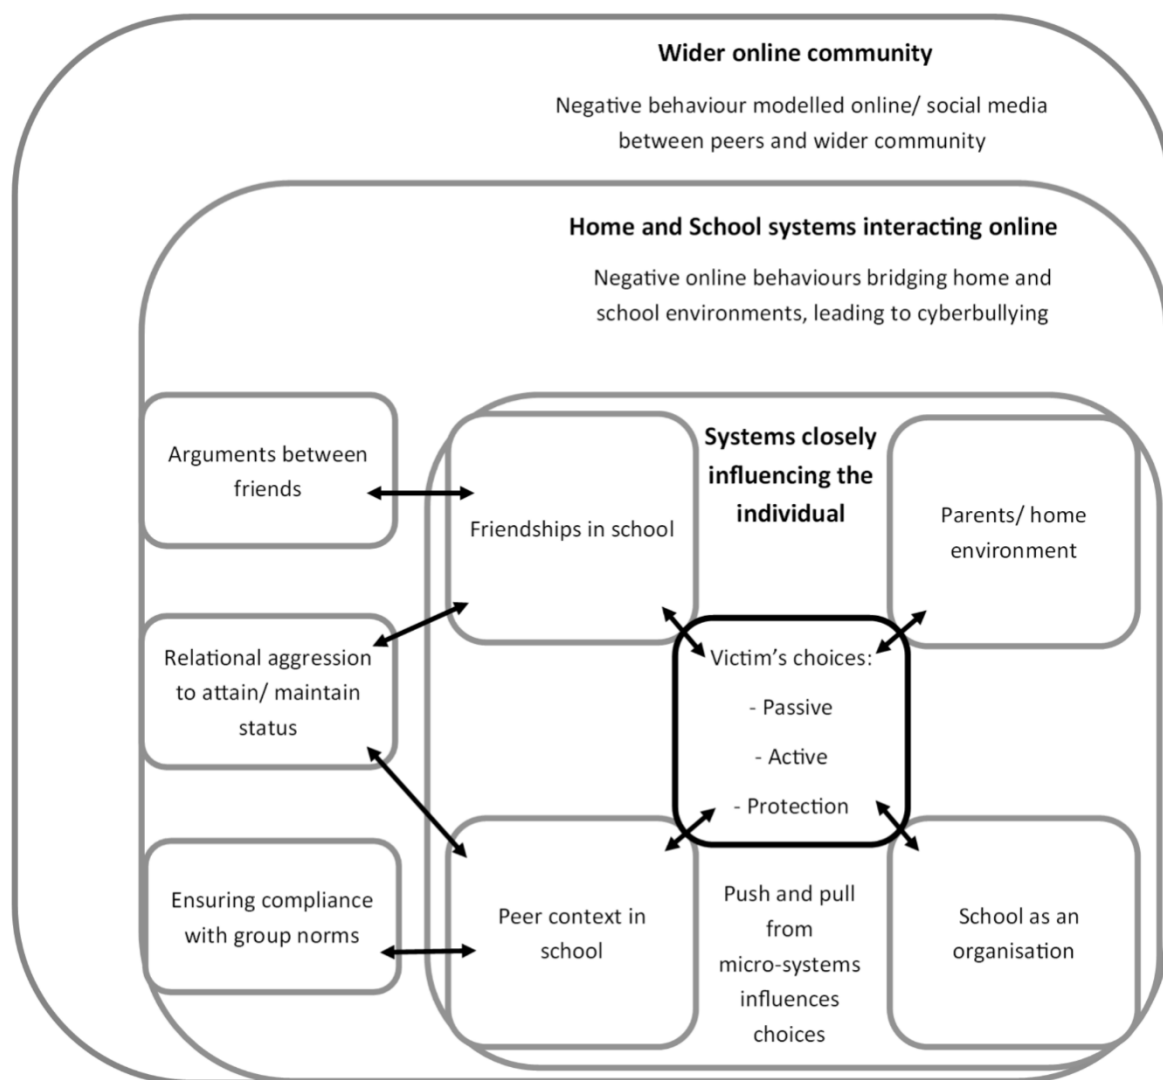 Wider online community
Negative behaviour modelled online/ social media
between peers and wider community
Home and School systems interacting online
Negative online behaviours bridging home and
school environments, leading to cyberbullying
Arguments between
friends
Relational aggression
to attain/ maintain
status
Ensuring compliance
with group norms
Friendships in school
Systems closely
influencing the
individual
Parents/ home
environment
Victim’s choices:
- Passive
- Active
- Protection
Peer context in
school
Push and pull
from
micro-systems
influences
choices
School as an
organisation